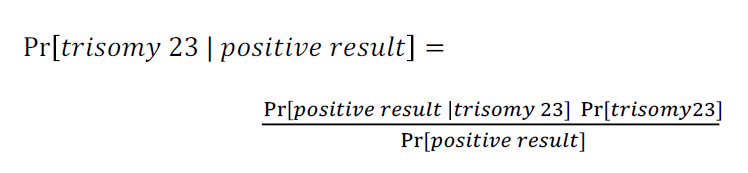 Pr[trisomy 23 | positive result] =
Pr[positive result |trisomy 23] Pr[trisomy23]
Pr[positive result]